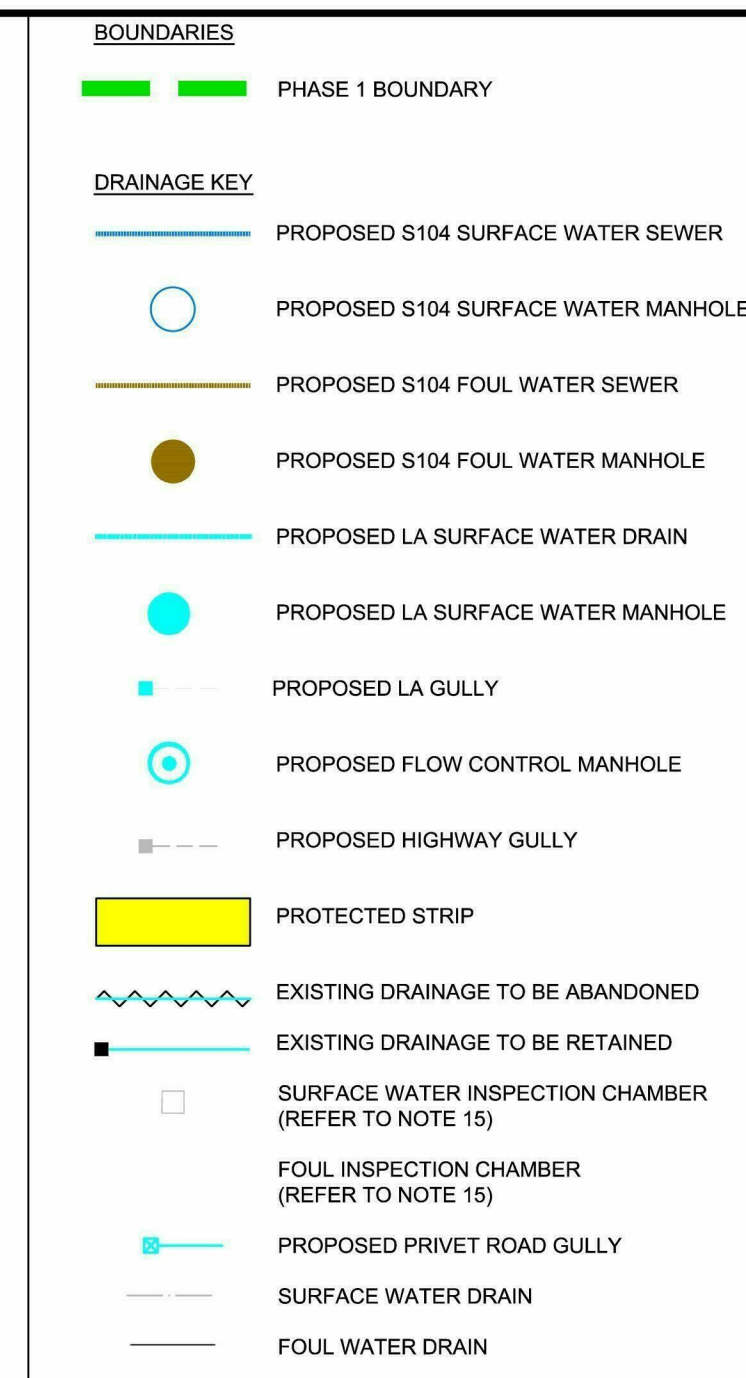 BOUNDARIES
PHASE 1 BOUNDARY
DRAINAGE KEY
PROPOSED S104 SURFACE WATER SEWER
PROPOSED S104 SURFACE WATER MANHOLE
PROPOSED S104 FOUL WATER SEWER
PROPOSED S104 FOUL WATER MANHOLE
PROPOSED LA SURFACE WATER DRAIN
PROPOSED LA SURFACE WATER MANHOLE
PROPOSED LA GULLY
PROPOSED FLOW CONTROL MANHOLE
PROPOSED HIGHWAY GULLY
PROTECTED STRIP
EXISTING DRAINAGE TO BE ABANDONED
EXISTING DRAINAGE TO BE RETAINED
SURFACE WATER INSPECTION CHAMBER
(REFER TO NOTE 15)
FOUL INSPECTION CHAMBER
(REFER TO NOTE 15)
PROPOSED PRIVET ROAD GULLY
SURFACE WATER DRAIN
FOUL WATER DRAIN